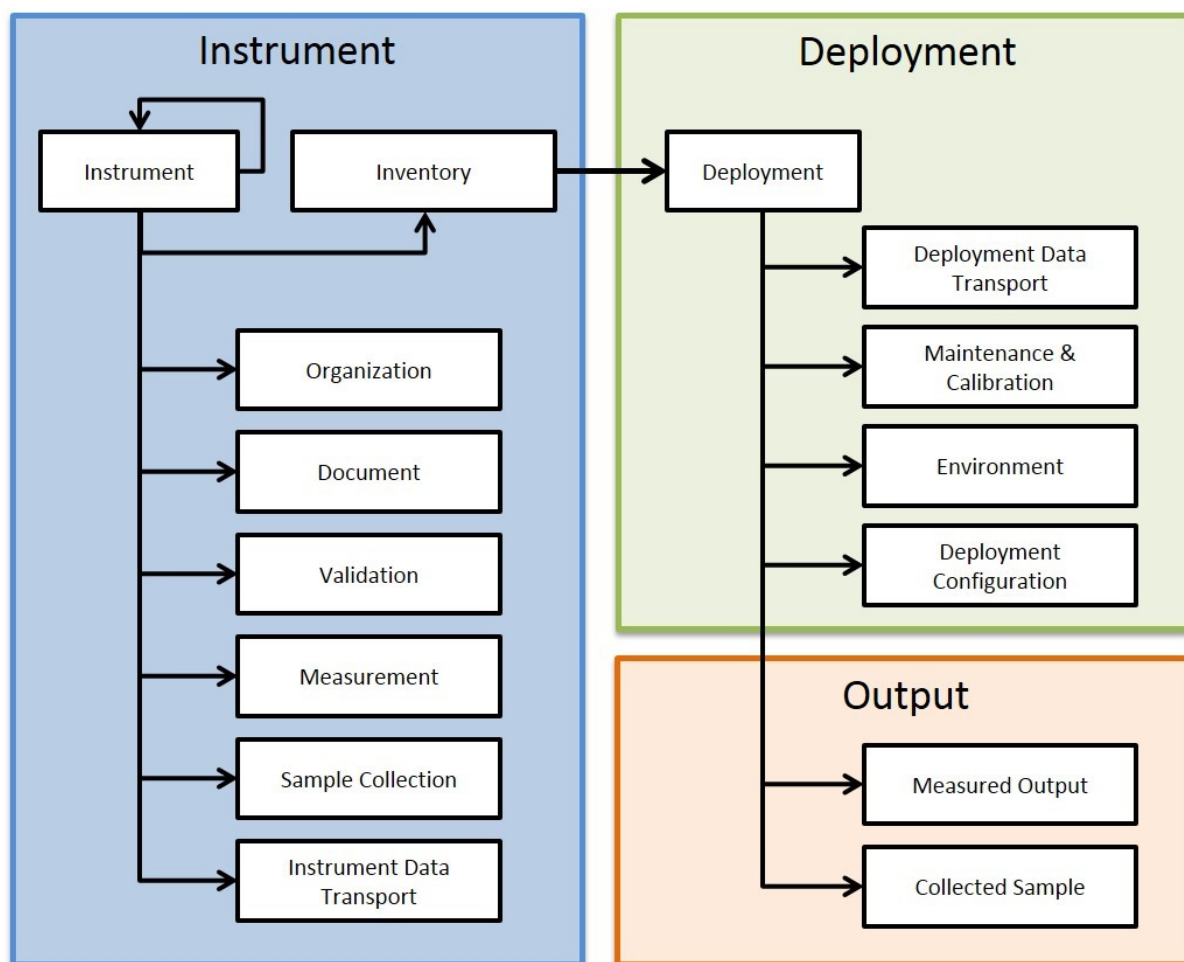 Instrument
Instrument
Inventory
Organization
Document
Validation
Measurement
Sample Collection
Instrument Data
Transport
Deployment
Deployment
Deployment Data
Transport
Maintenance &
Calibration
Environment
Deployment
Configuration
Output
Measured Output
Collected Sample